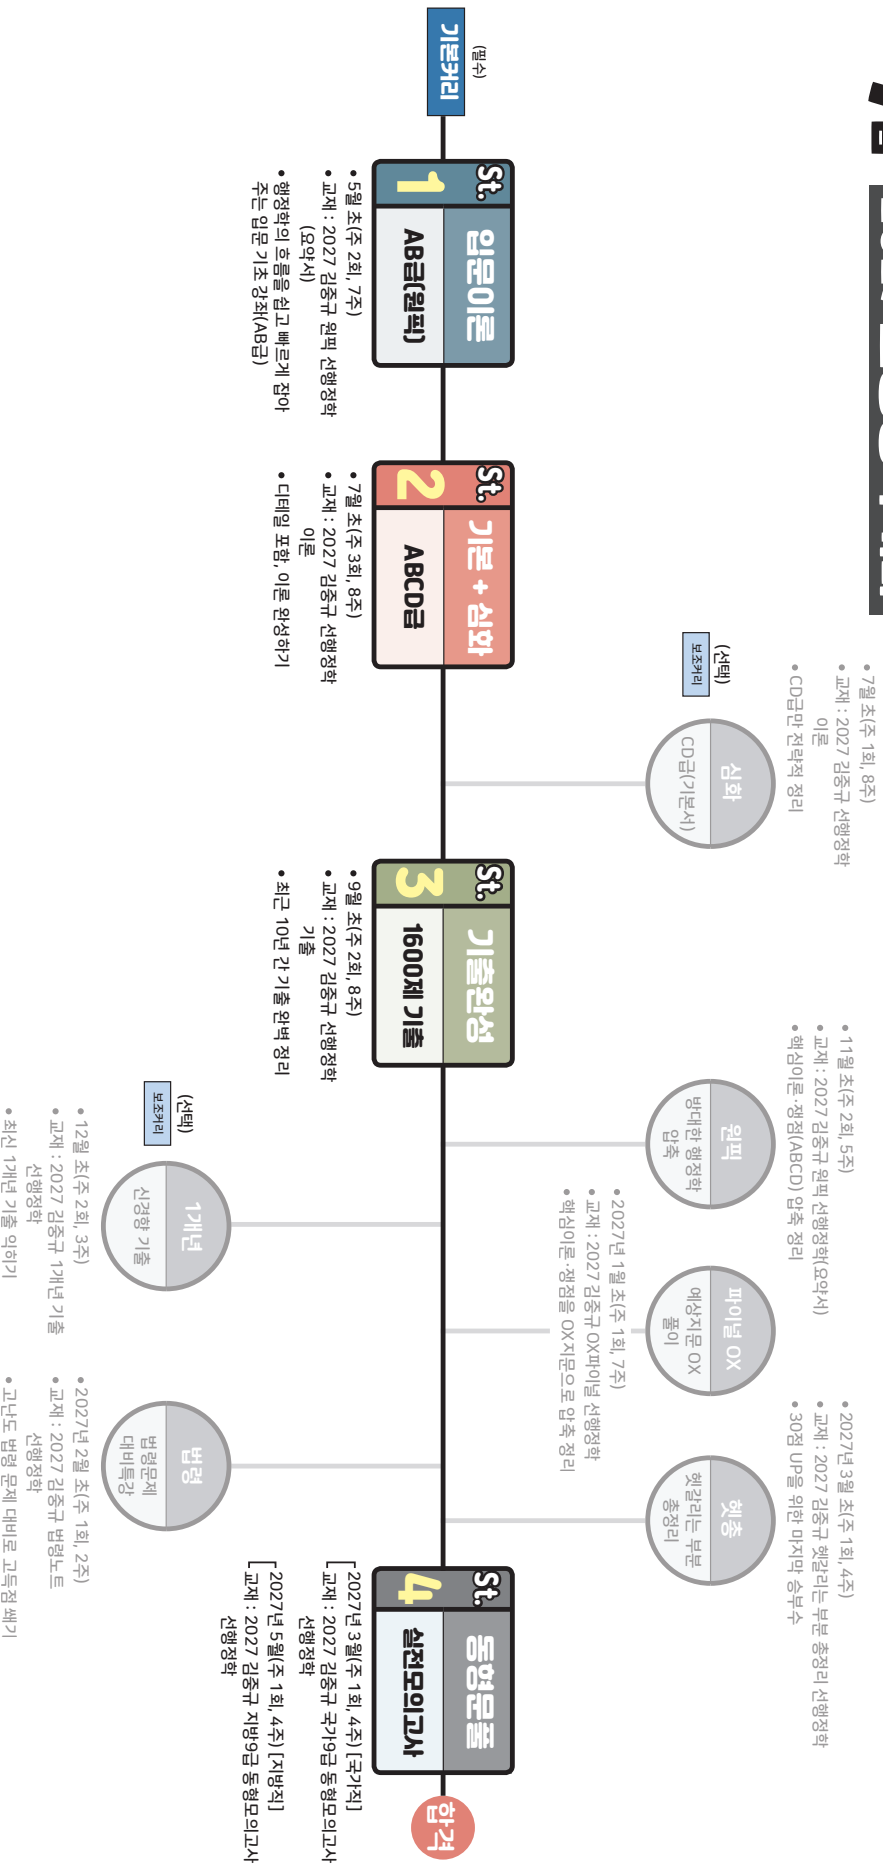 (필수)
기본커리
St. 1
입문이론
AB급(원픽)
• 5월 초(주 2회, 7주)
• 교재 : 2027 김중규 원픽 선행정학
(요약서)
• 행정학의 흐름을 쉽고 빠르게 잡아
주는 입문 기초 강좌(AB급)
St. 2
기본 + 심화
ABCD급
• 7월 초(주 3회, 8주)
• 교재 : 2027 김중규 선행정학
이론
• 디테일 포함, 이론 완성하기
(선택)
보조커리
• 7월 초(주 1회, 8주)
• 교재 : 2027 김중규 선행정학
이론
• CD급만 전략적 정리
심화
CD급(기본서)
St. 3
기출완성
1600제 기출
• 9월 초(주 2회, 8주)
• 교재 : 2027 김중규 선행정학
기출
• 최근 10년 간 기출 완벽 정리
• 11월 초(주 2회, 5주)
• 교재 : 2027 김중규 원픽 선행정학(요약서)
• 핵심이론·쟁점(ABCD) 압축 정리
원픽
방대한 행정학
압축
파이널 OX
예상지문 OX
풀이
• 2027년 1월 초(주 1회, 7주)
• 교재 : 2027 김중규 OX파이널 선행정학
• 핵심이론·쟁점을 OX지문으로 압축 정리
• 2027년 3월 초(주 1회, 4주)
• 교재 : 2027 김중규 헷갈리는 부분 총정리 선행정학
• 30점 UP을 위한 마지막 승부수
헷총
헷갈리는 부분
총정리
(선택)
보조커리
1개년
신경향 기출
• 12월 초(주 2회, 3주)
• 교재 : 2027 김중규 1개년 기출
선행정학
• 최신 1개년 기출 익히기
법령
법령문제
대비특강
• 2027년 2월 초(주 1회, 2주)
• 교재 : 2027 김중규 법령노트
선행정학
• 고난도 법령 문제 대비로 고득점 쐐기
St. 4
동형문풀
실전모의고사
2027년 3월(주 1회, 4주) [국가직]
교재 : 2027 김중규 국가9급 동형모의고사
선행정학
2027년 5월(주 1회, 4주) [지방직]
교재 : 2027 김중규 지방9급 동형모의고사
선행정학
합격